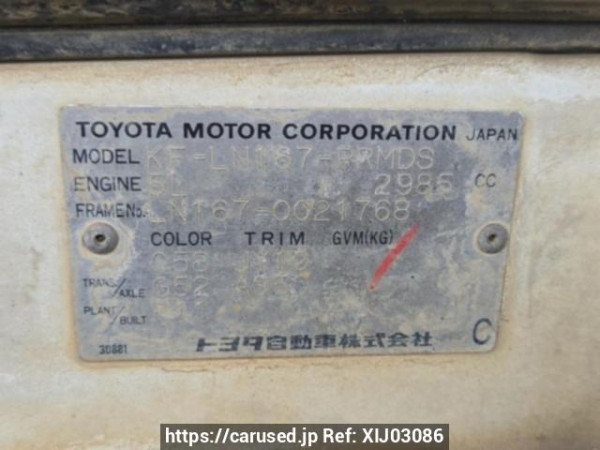 TOYOTA MOTOR CORPORATION JAPAN
MODEL KF-LN167-PRMDS
ENGINE 5L 2985 CC
FRAME No. LN167-0021768
COLOR TRIM GVM(KG)
TRANS/AXLE
PLANT/BUILT
30881 トヨタ自動車株式会社 C
https://carused.jp Ref: XIJ03086